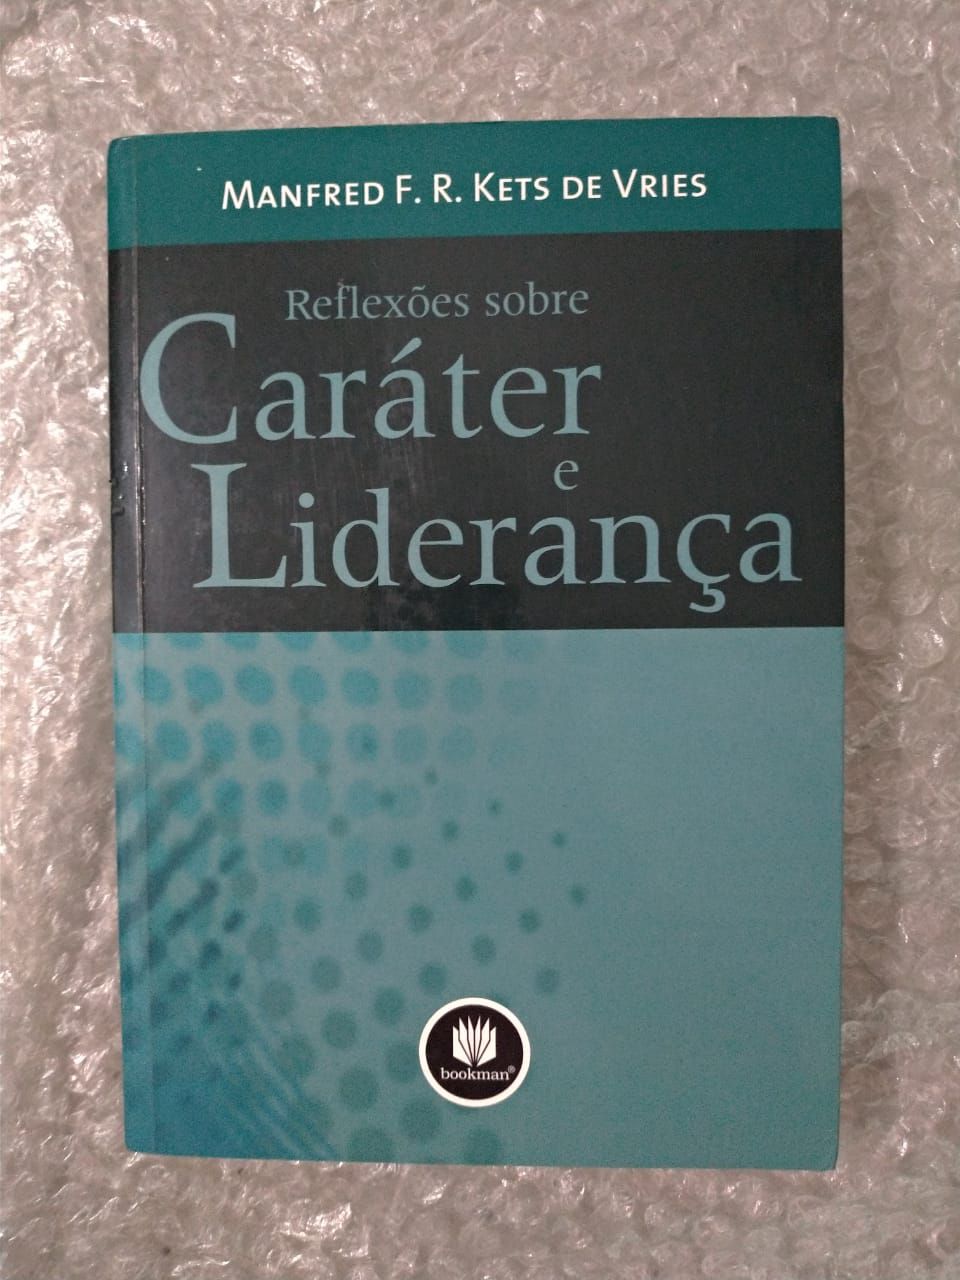 MANFRED F. R. KETS DE VRIES
Reflexões sobre
Caráter
e
Liderança
bookman®